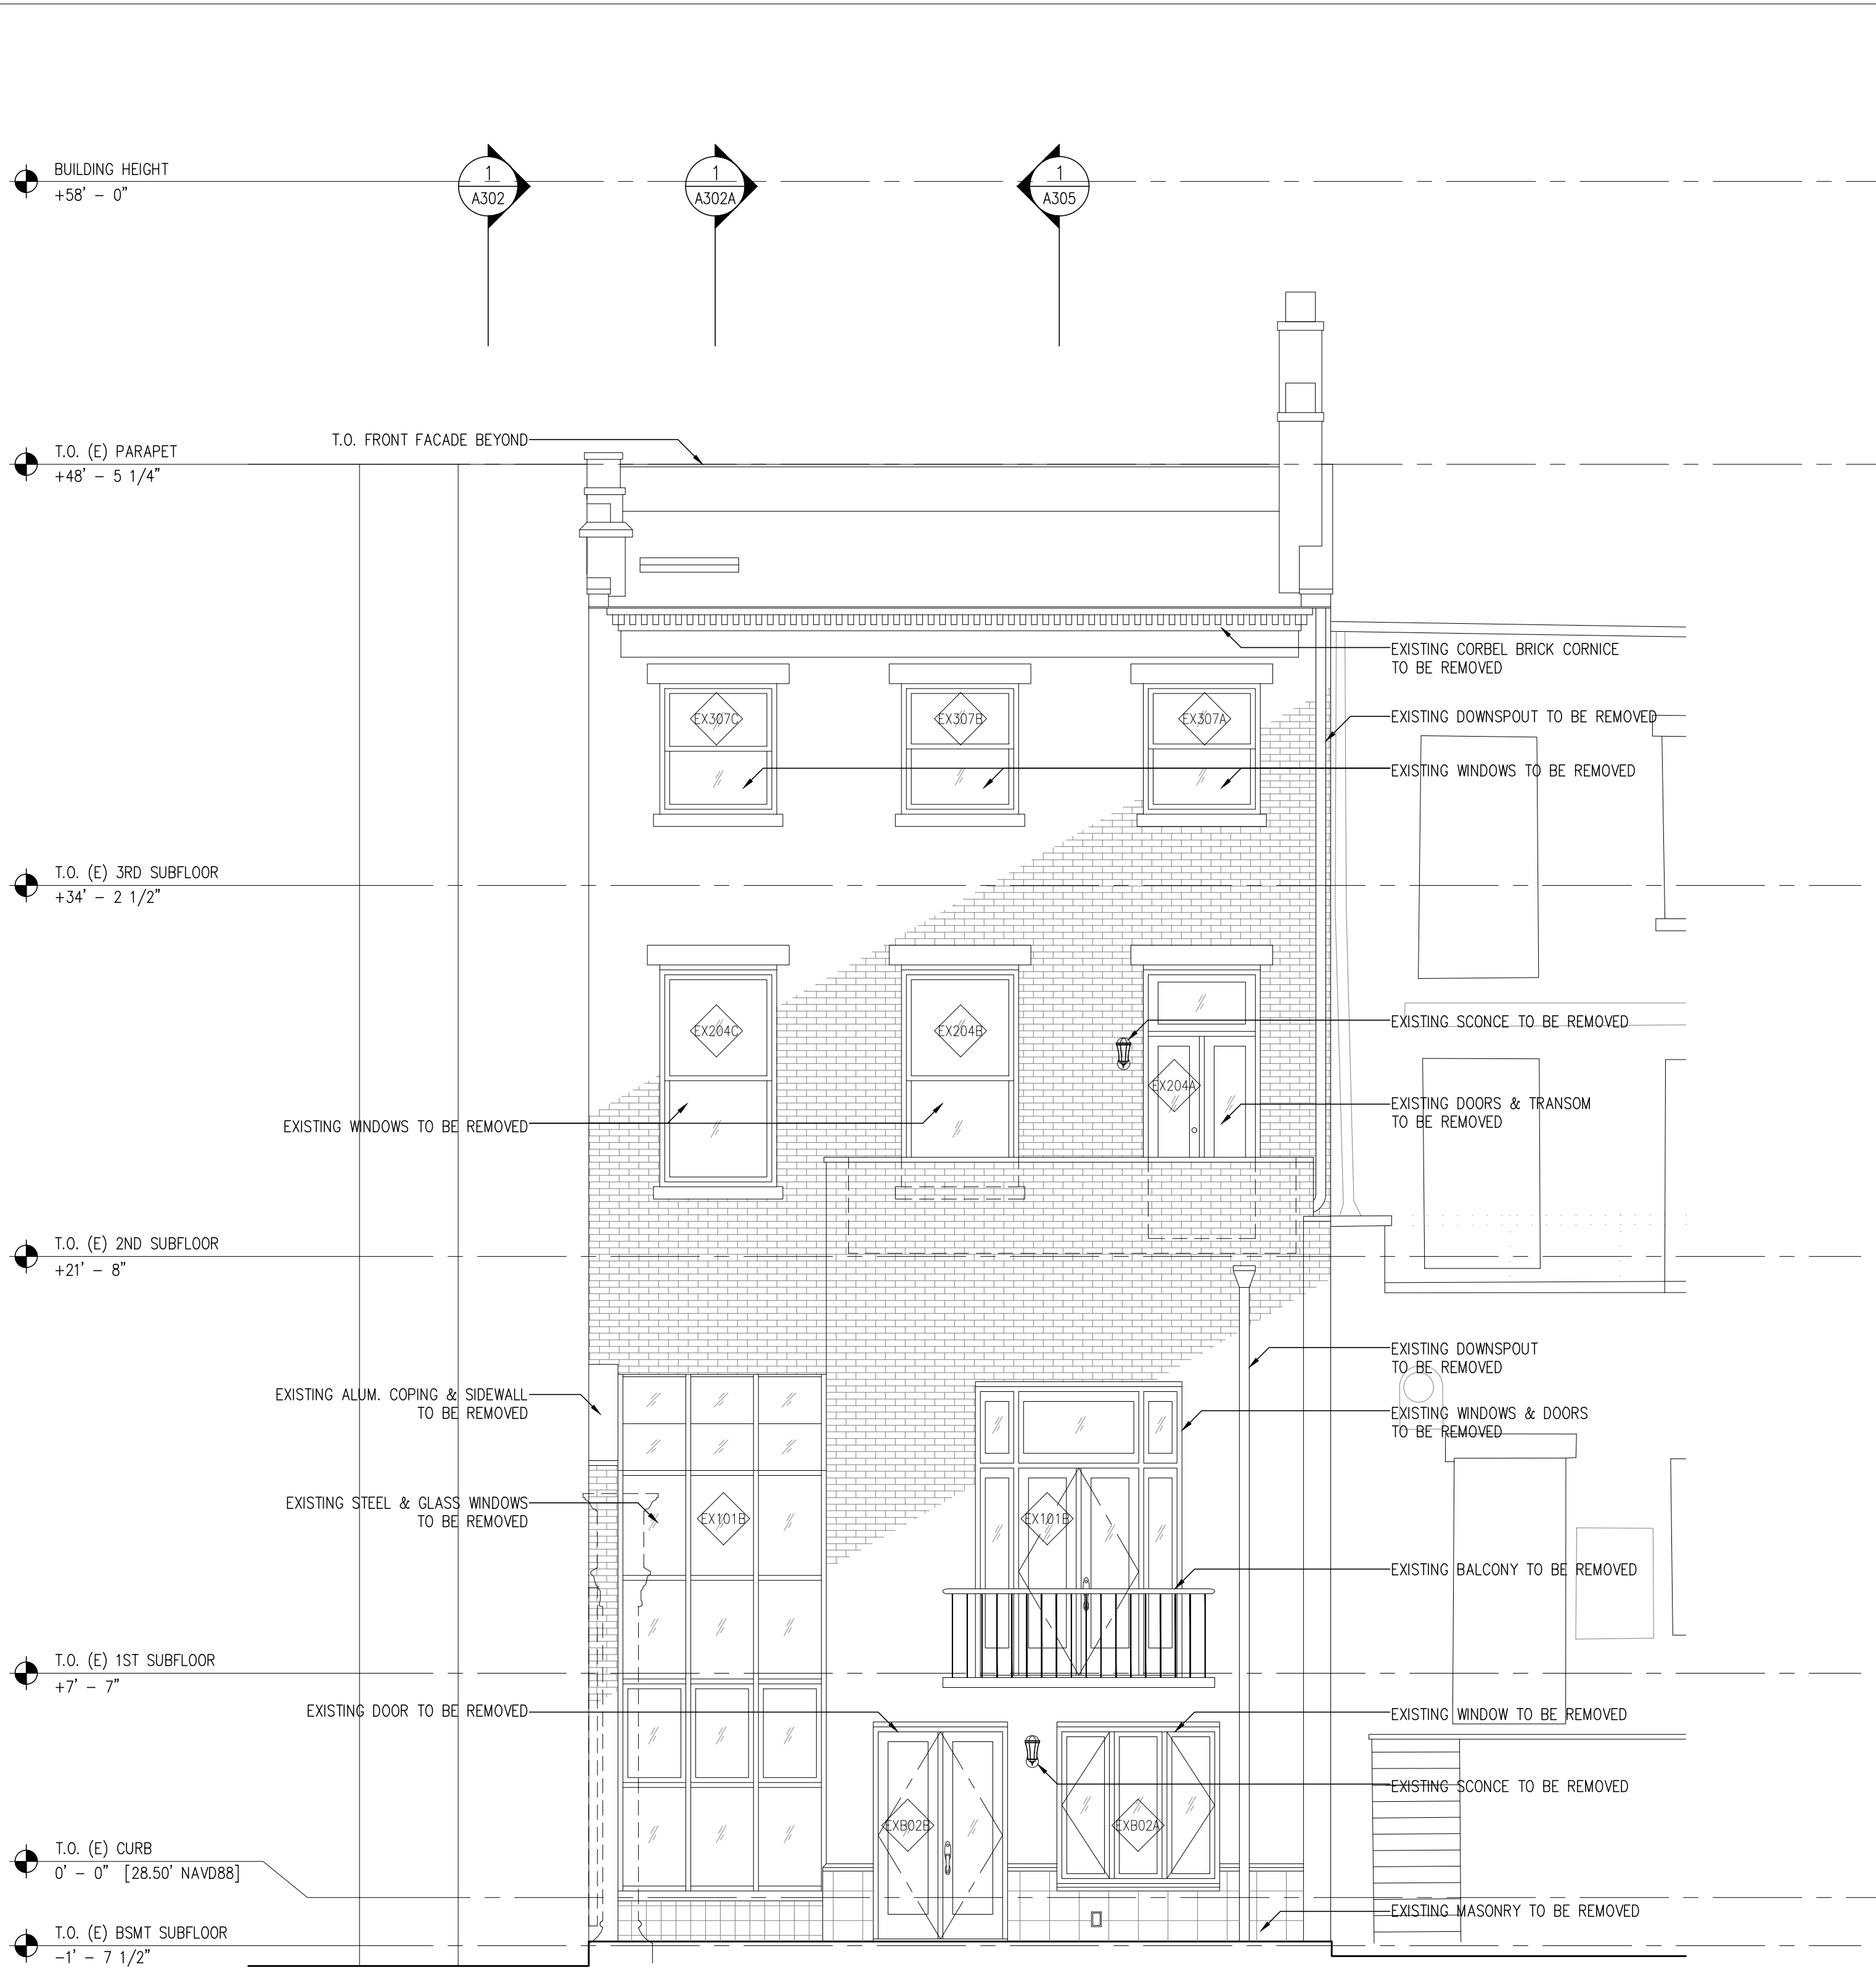 BUILDING HEIGHT
+58' - 0"
1
A302
1
A302A
1
A305
T.O. (E) PARAPET
+48' - 5 1/4"
T.O. FRONT FACADE BEYOND
EXISTING CORBEL BRICK CORNICE
TO BE REMOVED
EX307C
EX307B
EX307A
EXISTING DOWNSPOUT TO BE REMOVED
EXISTING WINDOWS TO BE REMOVED
T.O. (E) 3RD SUBFLOOR
+34' - 2 1/2"
EX204C
EX204B
EXISTING SCONCE TO BE REMOVED
EX204A
EXISTING DOORS & TRANSOM
TO BE REMOVED
EXISTING WINDOWS TO BE REMOVED
T.O. (E) 2ND SUBFLOOR
+21' - 8"
EXISTING DOWNSPOUT
TO BE REMOVED
EXISTING ALUM. COPING & SIDEWALL
TO BE REMOVED
EXISTING WINDOWS & DOORS
TO BE REMOVED
EXISTING STEEL & GLASS WINDOWS
TO BE REMOVED
EX101B
EX101B
EXISTING BALCONY TO BE REMOVED
T.O. (E) 1ST SUBFLOOR
+7' - 7"
EXISTING DOOR TO BE REMOVED
EXISTING WINDOW TO BE REMOVED
EXISTING SCONCE TO BE REMOVED
EXB02B
EXB02A
T.O. (E) CURB
0' - 0" [28.50' NAVD88]
EXISTING MASONRY TO BE REMOVED
T.O. (E) BSMT SUBFLOOR
-1' - 7 1/2"